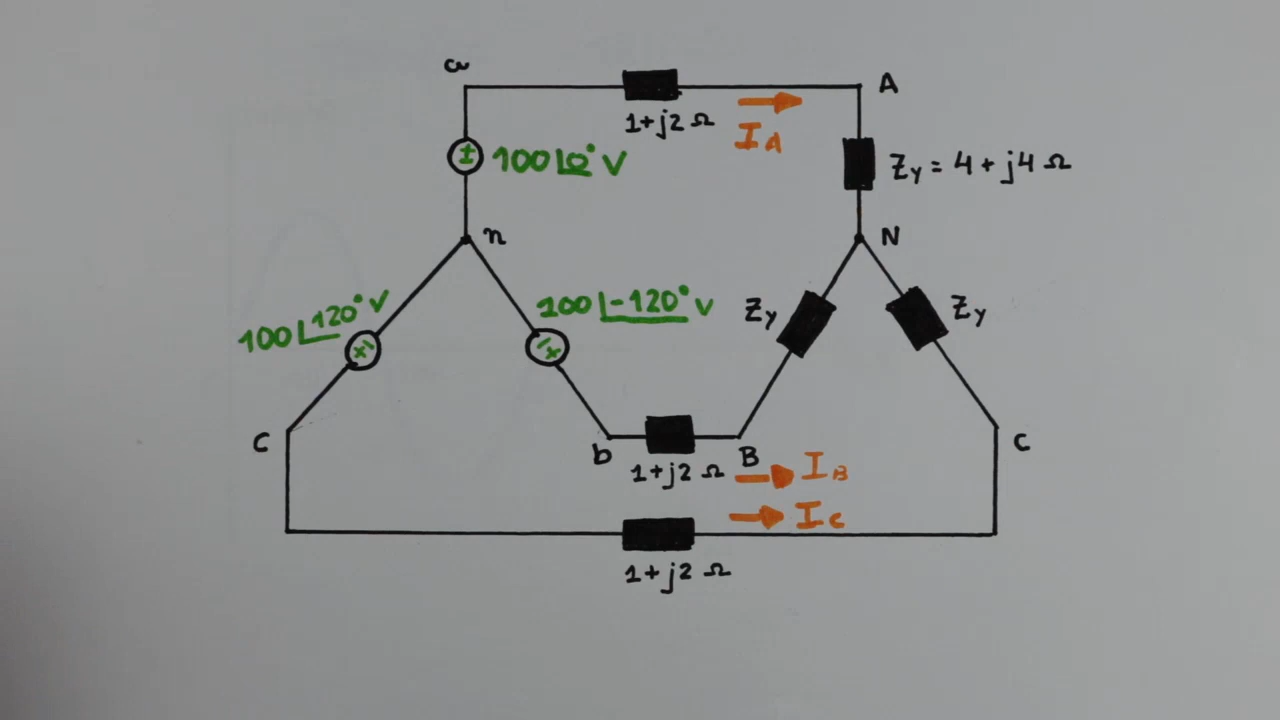 a
A
1+j2 Ω
I_A
± 100∠0° V
Z_Y = 4 + j4 Ω
n
N
100∠120° V
100∠-120° V
Z_Y
Z_Y
C
C
b
B
1+j2 Ω
I_B
I_C
1+j2 Ω